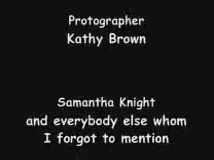 Protographer
Kathy Brown
Samantha Knight
and everybody else whom
I forgot to mention